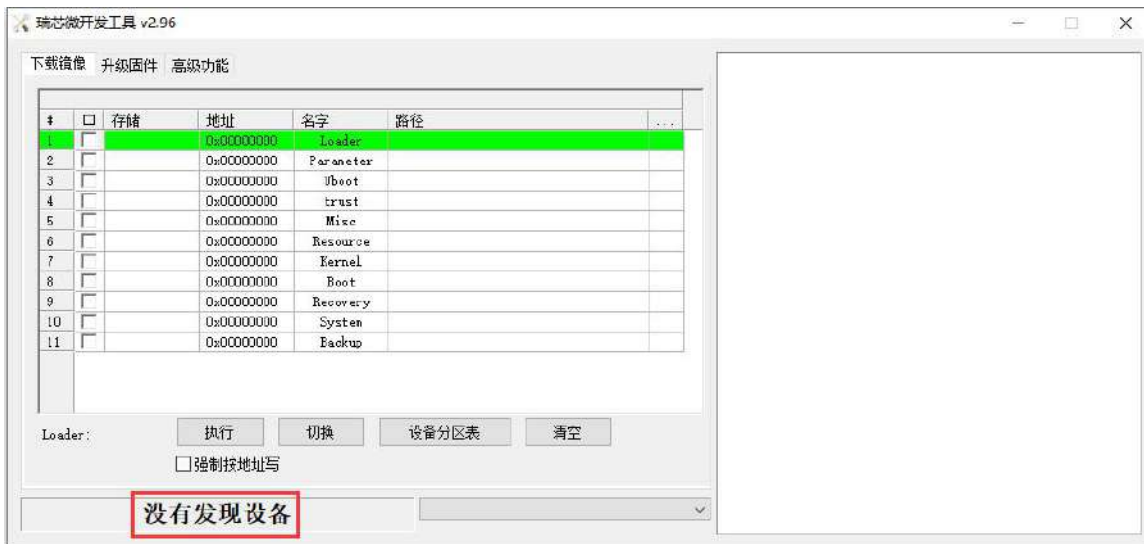 瑞芯微开发工具 v2.96
下载镜像 升级固件 高级功能
# 存储 地址 名字 路径 ...
1 0x00000000 Loader
2 0x00000000 Parameter
3 0x00000000 Uboot
4 0x00000000 trust
5 0x00000000 Misc
6 0x00000000 Resource
7 0x00000000 Kernel
8 0x00000000 Boot
9 0x00000000 Recovery
10 0x00000000 System
11 0x00000000 Backup
Loader: 执行 切换 设备分区表 清空
强制按地址写
没有发现设备